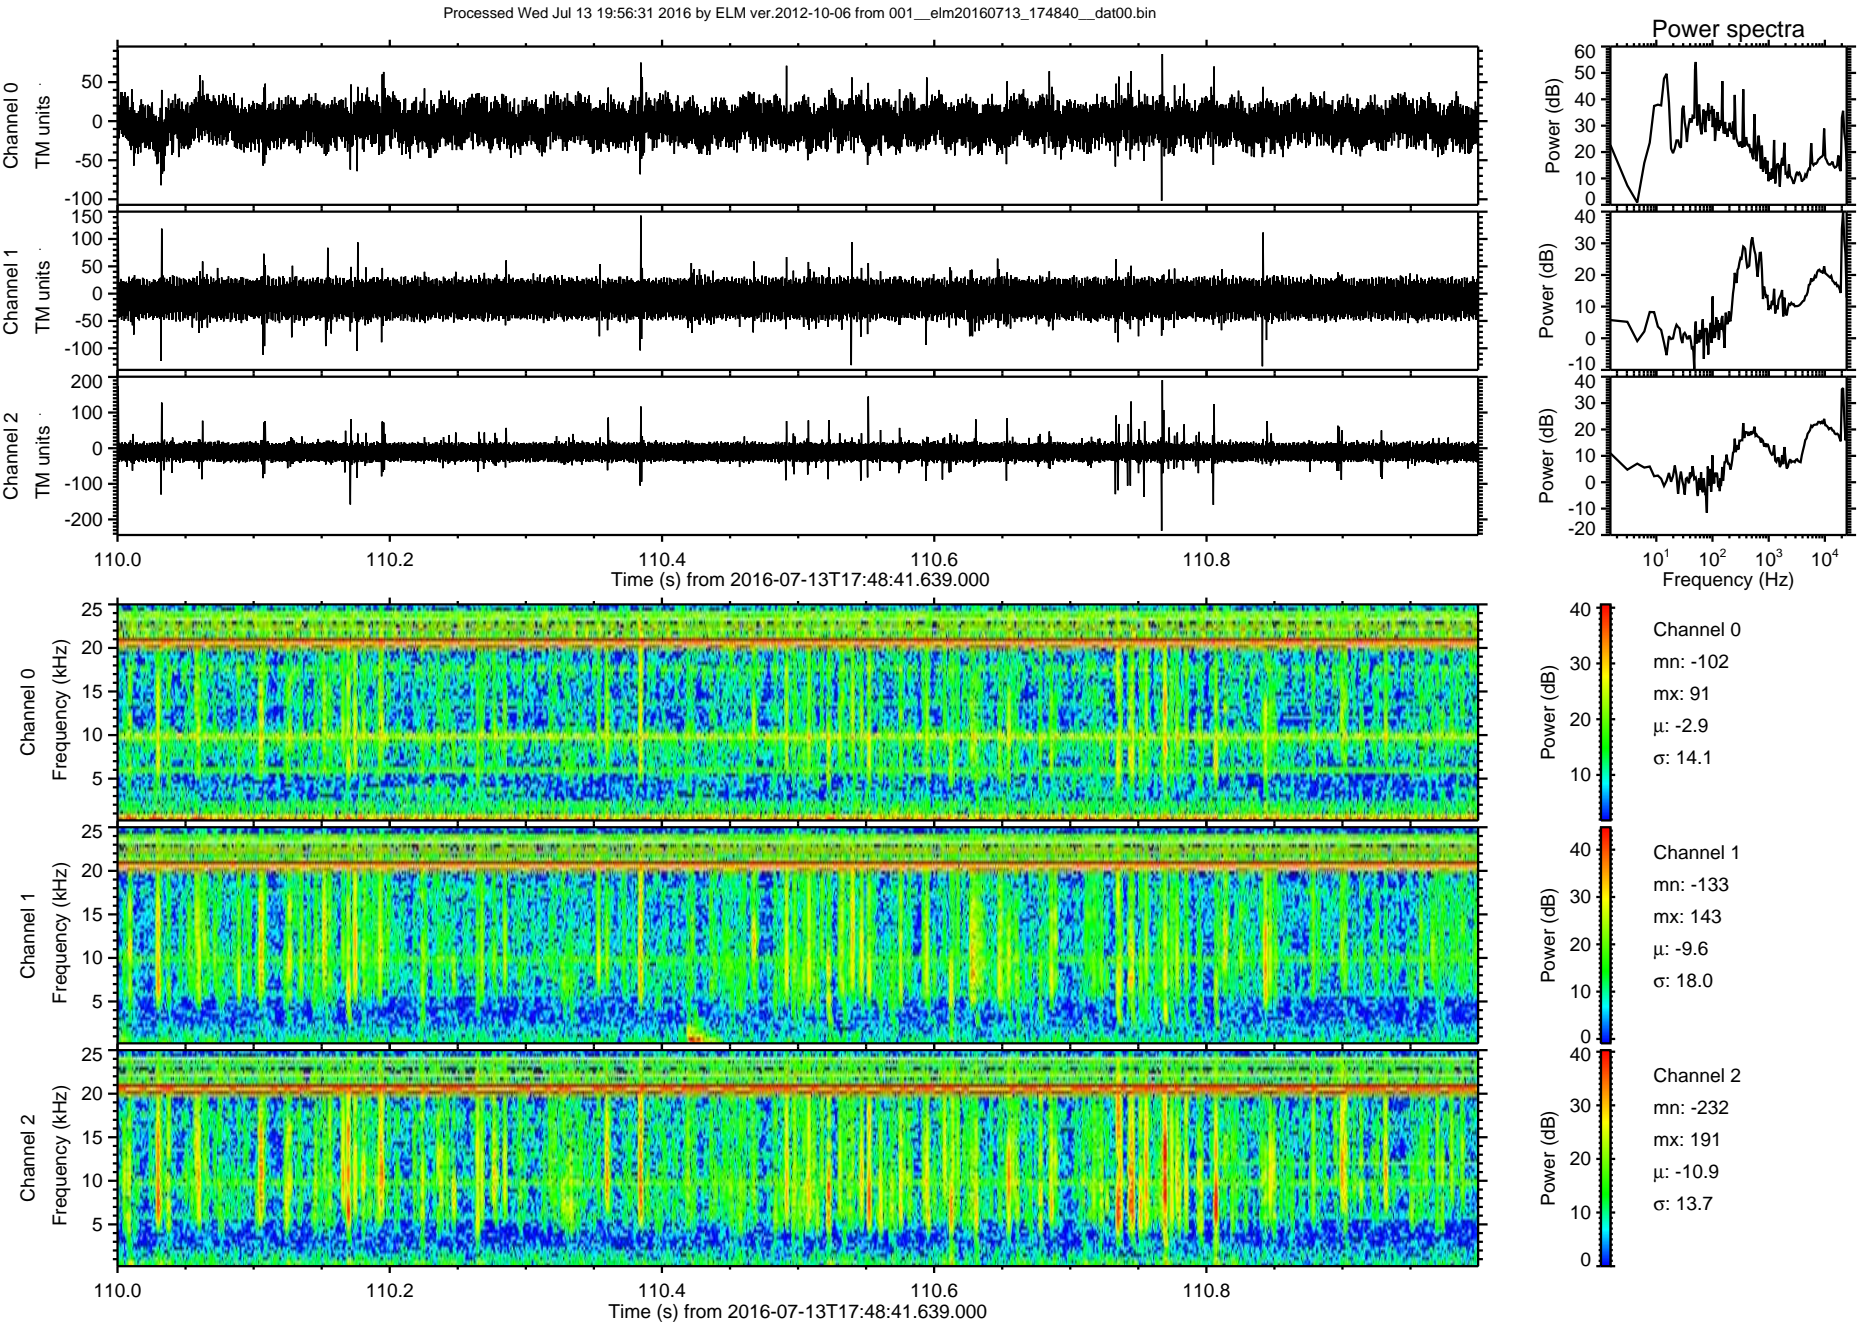 Processed Wed Jul 13 19:56:31 2016 by ELM ver.2012-10-06 from 001__elm20160713_174840__dat00.bin
Power spectra
Channel 0
TM units
50
0
-50
-100
Power (dB)
60
50
40
30
20
10
0
Channel 1
TM units
150
100
50
0
-50
-100
Power (dB)
40
30
20
10
0
-10
Channel 2
TM units
200
100
0
-100
-200
Power (dB)
40
30
20
10
0
-10
-20
110.0 110.2 110.4 110.6 110.8
Time (s) from 2016-07-13T17:48:41.639.000
10^1 10^2 10^3 10^4
Frequency (Hz)
Channel 0
Frequency (kHz)
25
20
15
10
5
Power (dB)
40
30
20
10
Channel 0
mn: -102
mx: 91
μ: -2.9
σ: 14.1
Channel 1
Frequency (kHz)
25
20
15
10
5
Power (dB)
40
30
20
10
0
Channel 1
mn: -133
mx: 143
μ: -9.6
σ: 18.0
Channel 2
Frequency (kHz)
25
20
15
10
5
Power (dB)
40
30
20
10
0
Channel 2
mn: -232
mx: 191
μ: -10.9
σ: 13.7
110.0 110.2 110.4 110.6 110.8
Time (s) from 2016-07-13T17:48:41.639.000